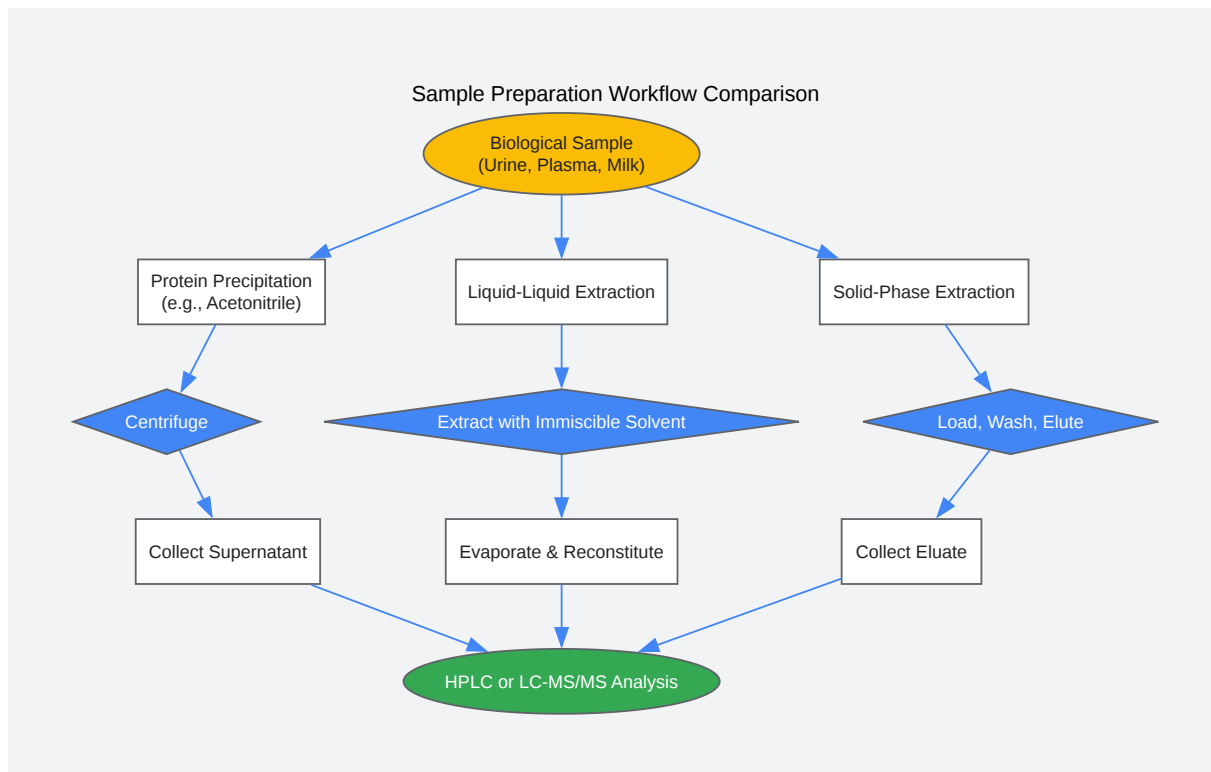 Sample Preparation Workflow Comparison
Biological Sample
(Urine, Plasma, Milk)
Protein Precipitation
(e.g., Acetonitrile)
Liquid-Liquid Extraction
Solid-Phase Extraction
Centrifuge
Extract with Immiscible Solvent
Load, Wash, Elute
Collect Supernatant
Evaporate & Reconstitute
Collect Eluate
HPLC or LC-MS/MS Analysis